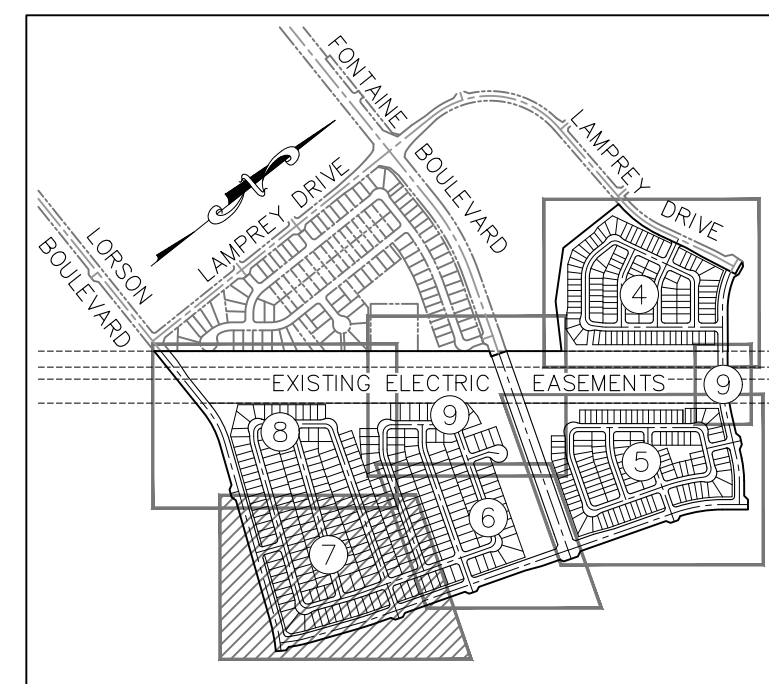 FONTAINE
BOULEVARD
LAMPREY DRIVE
LAMPREY DRIVE
LORSON
BOULEVARD
N
4
EXISTING ELECTRIC EASEMENTS
9
8
9
5
6
7